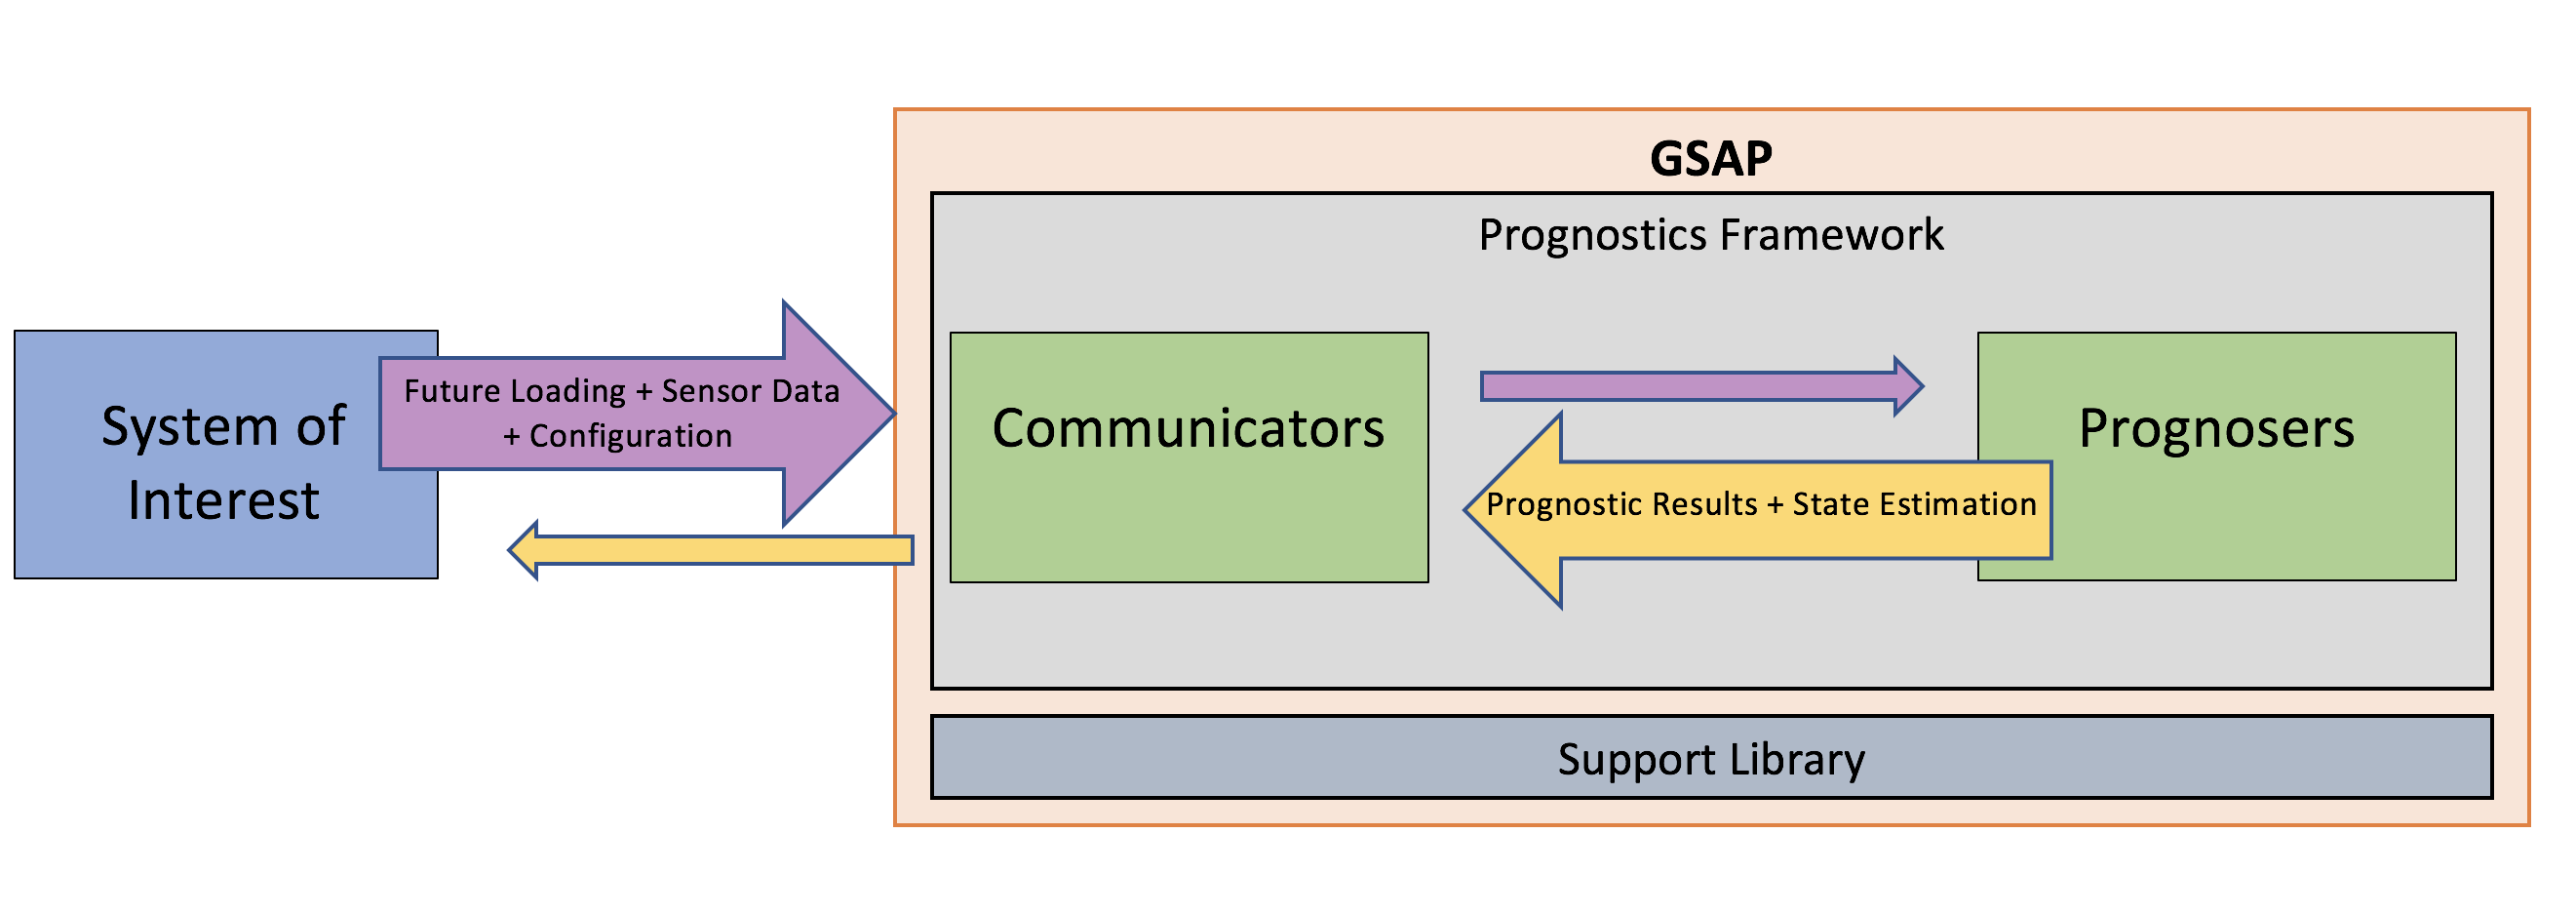 GSAP
Prognostics Framework
System of
Interest
Future Loading + Sensor Data
+ Configuration
Communicators
Prognosers
Prognostic Results + State Estimation
Support Library